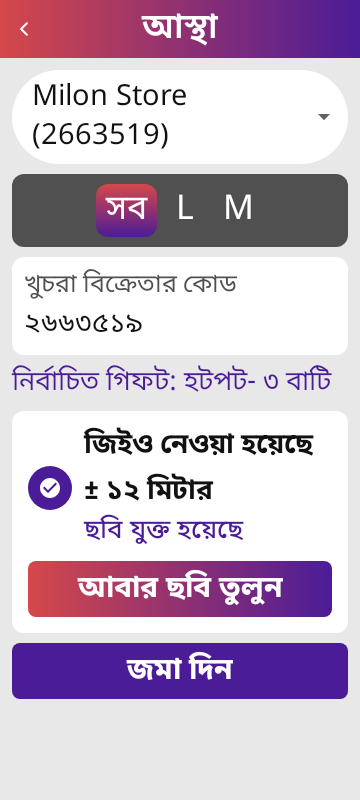 আস্থা
Milon Store
(2663519)
সব L M
খুচরা বিক্রেতার কোড
২৬৬৩৫১৯
নির্বাচিত গিফট: হটপট- ৩ বাটি
জিইও নেওয়া হয়েছে
± ১২ মিটার
ছবি যুক্ত হয়েছে
আবার ছবি তুলুন
জমা দিন